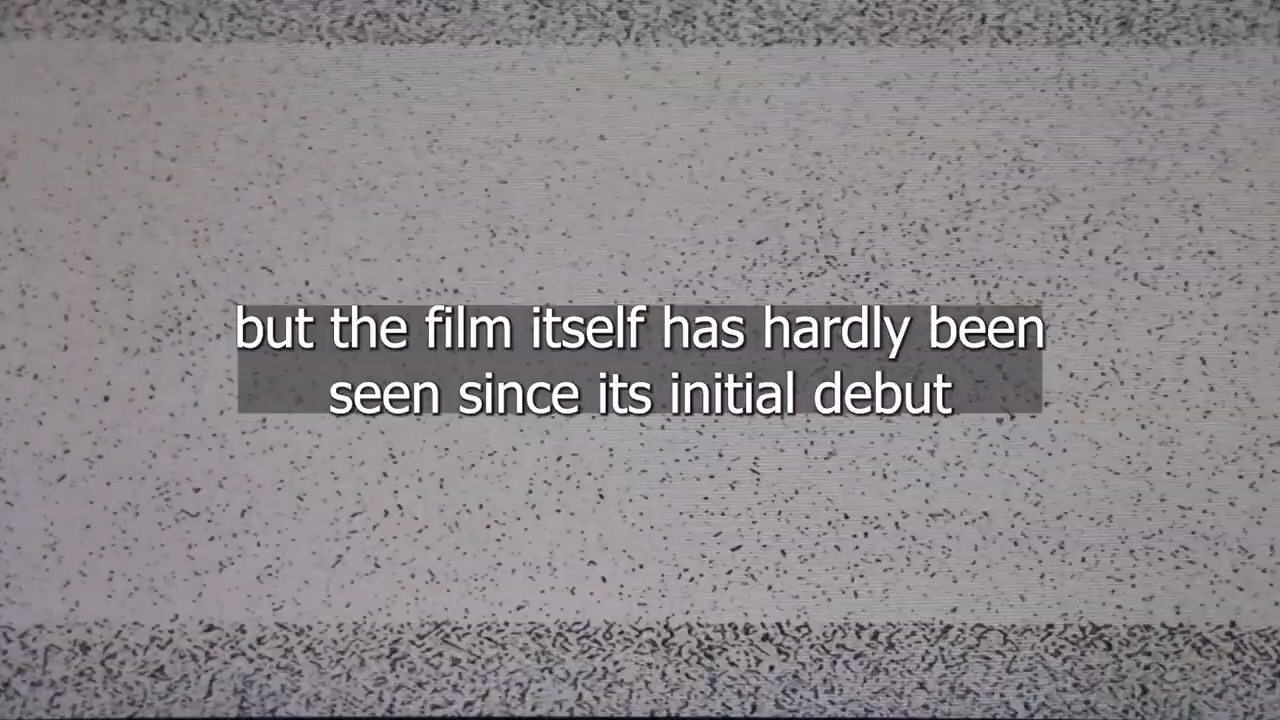 but the film itself has hardly been
seen since its initial debut